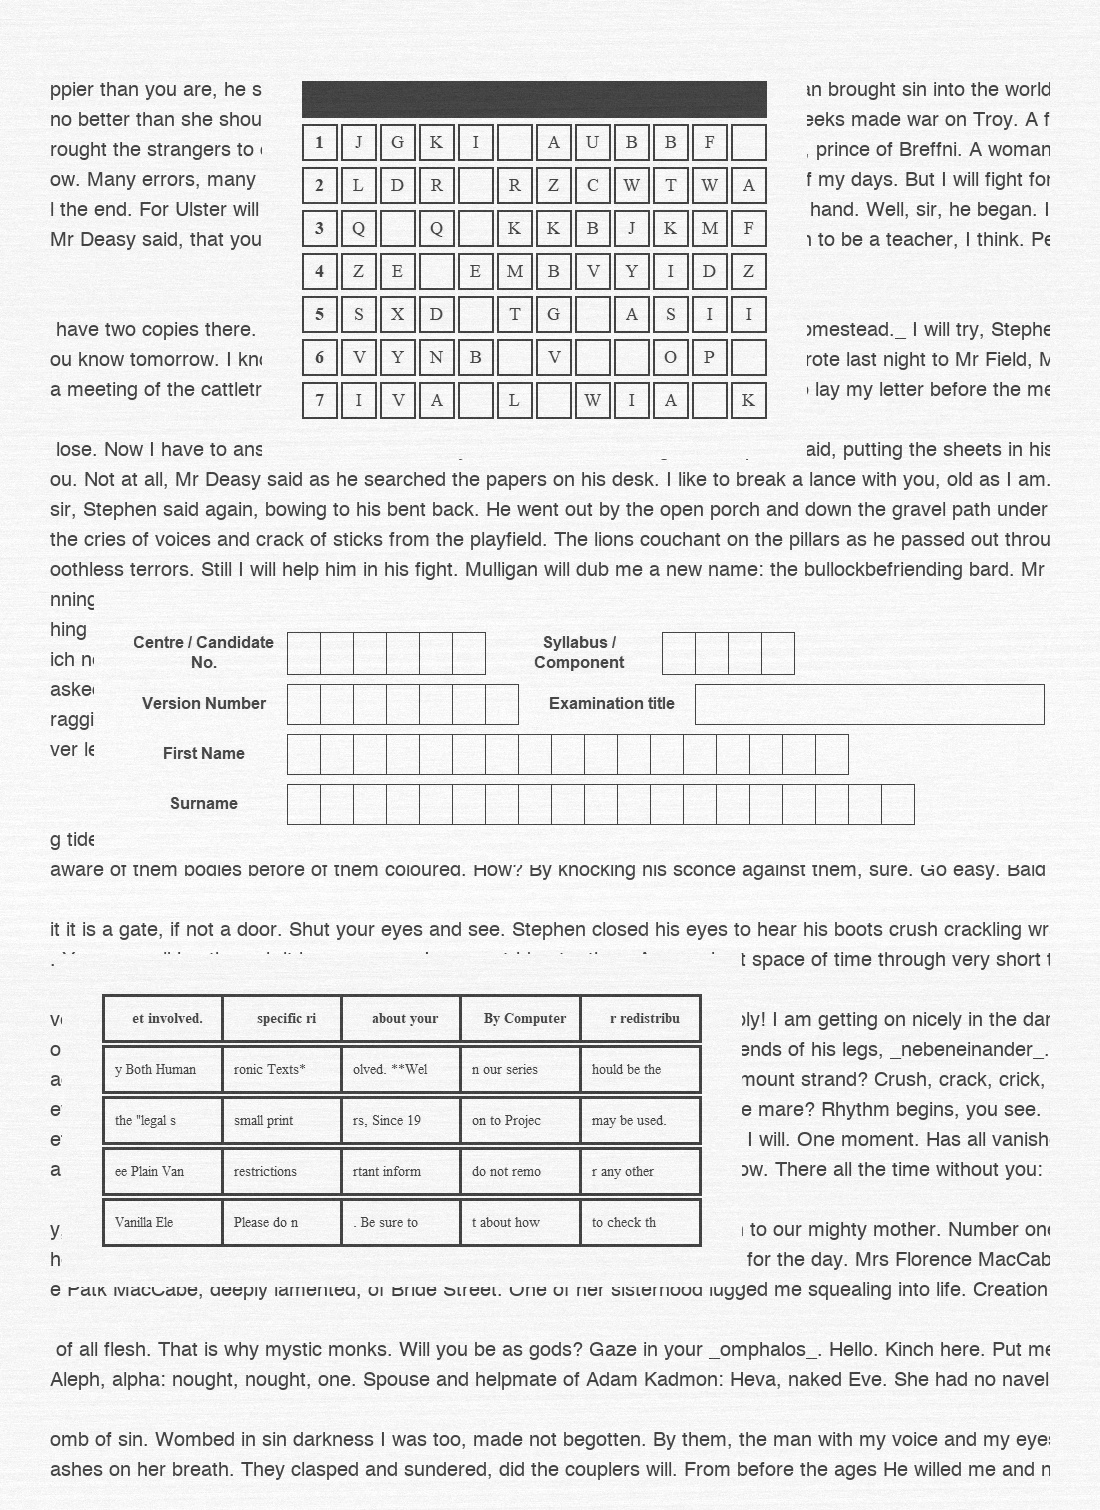 ppier than you are, he s
an brought sin into the world
no better than she shou
eeks made war on Troy. A f
rought the strangers to
, prince of Breffni. A woman
ow. Many errors, many
f my days. But I will fight for
l the end. For Ulster will
hand. Well, sir, he began. I
Mr Deasy said, that you
n to be a teacher, I think. Pe
have two copies there.
omestead._ I will try, Stephe
ou know tomorrow. I kno
rote last night to Mr Field, M
a meeting of the cattletr
lay my letter before the me
1 J G K I A U B B F
2 L D R R Z C W T W A
3 Q Q K K B J K M F
4 Z E E M B V Y I D Z
5 S X D T G A S I I
6 V Y N B V O P
7 I V A L W I A K
lose. Now I have to ans
aid, putting the sheets in his
ou. Not at all, Mr Deasy said as he searched the papers on his desk. I like to break a lance with you, old as I am.
sir, Stephen said again, bowing to his bent back. He went out by the open porch and down the gravel path under
the cries of voices and crack of sticks from the playfield. The lions couchant on the pillars as he passed out throu
oothless terrors. Still I will help him in his fight. Mulligan will dub me a new name: the bullockbefriending bard. Mr
nning
hing
ich n
aske
raggi
ver le
Centre / Candidate No.
Syllabus / Component
Version Number
Examination title
First Name
Surname
g tide
aware of them bodies before of them coloured. How? By knocking his sconce against them, sure. Go easy. Bald
it it is a gate, if not a door. Shut your eyes and see. Stephen closed his eyes to hear his boots crush crackling wr
t space of time through very short t
et involved. specific ri about your By Computer r redistribu
y Both Human ronic Texts* olved. **Wel n our series hould be the
the "legal s small print rs, Since 19 on to Projec may be used.
ee Plain Van restrictions rtant inform do not remo r any other
Vanilla Ele Please do n . Be sure to t about how to check th
ve
bly! I am getting on nicely in the dar
o
ends of his legs, _nebeneinander_.
a
mount strand? Crush, crack, crick,
e
e mare? Rhythm begins, you see.
e
I will. One moment. Has all vanish
a
ow. There all the time without you:
y
to our mighty mother. Number one
h
for the day. Mrs Florence MacCab
e Patk MacCabe, deeply lamented, of Bride Street. One of her sisterhood lugged me squealing into life. Creation
of all flesh. That is why mystic monks. Will you be as gods? Gaze in your _omphalos_. Hello. Kinch here. Put me
Aleph, alpha: nought, nought, one. Spouse and helpmate of Adam Kadmon: Heva, naked Eve. She had no navel
omb of sin. Wombed in sin darkness I was too, made not begotten. By them, the man with my voice and my eyes
ashes on her breath. They clasped and sundered, did the couplers will. From before the ages He willed me and n